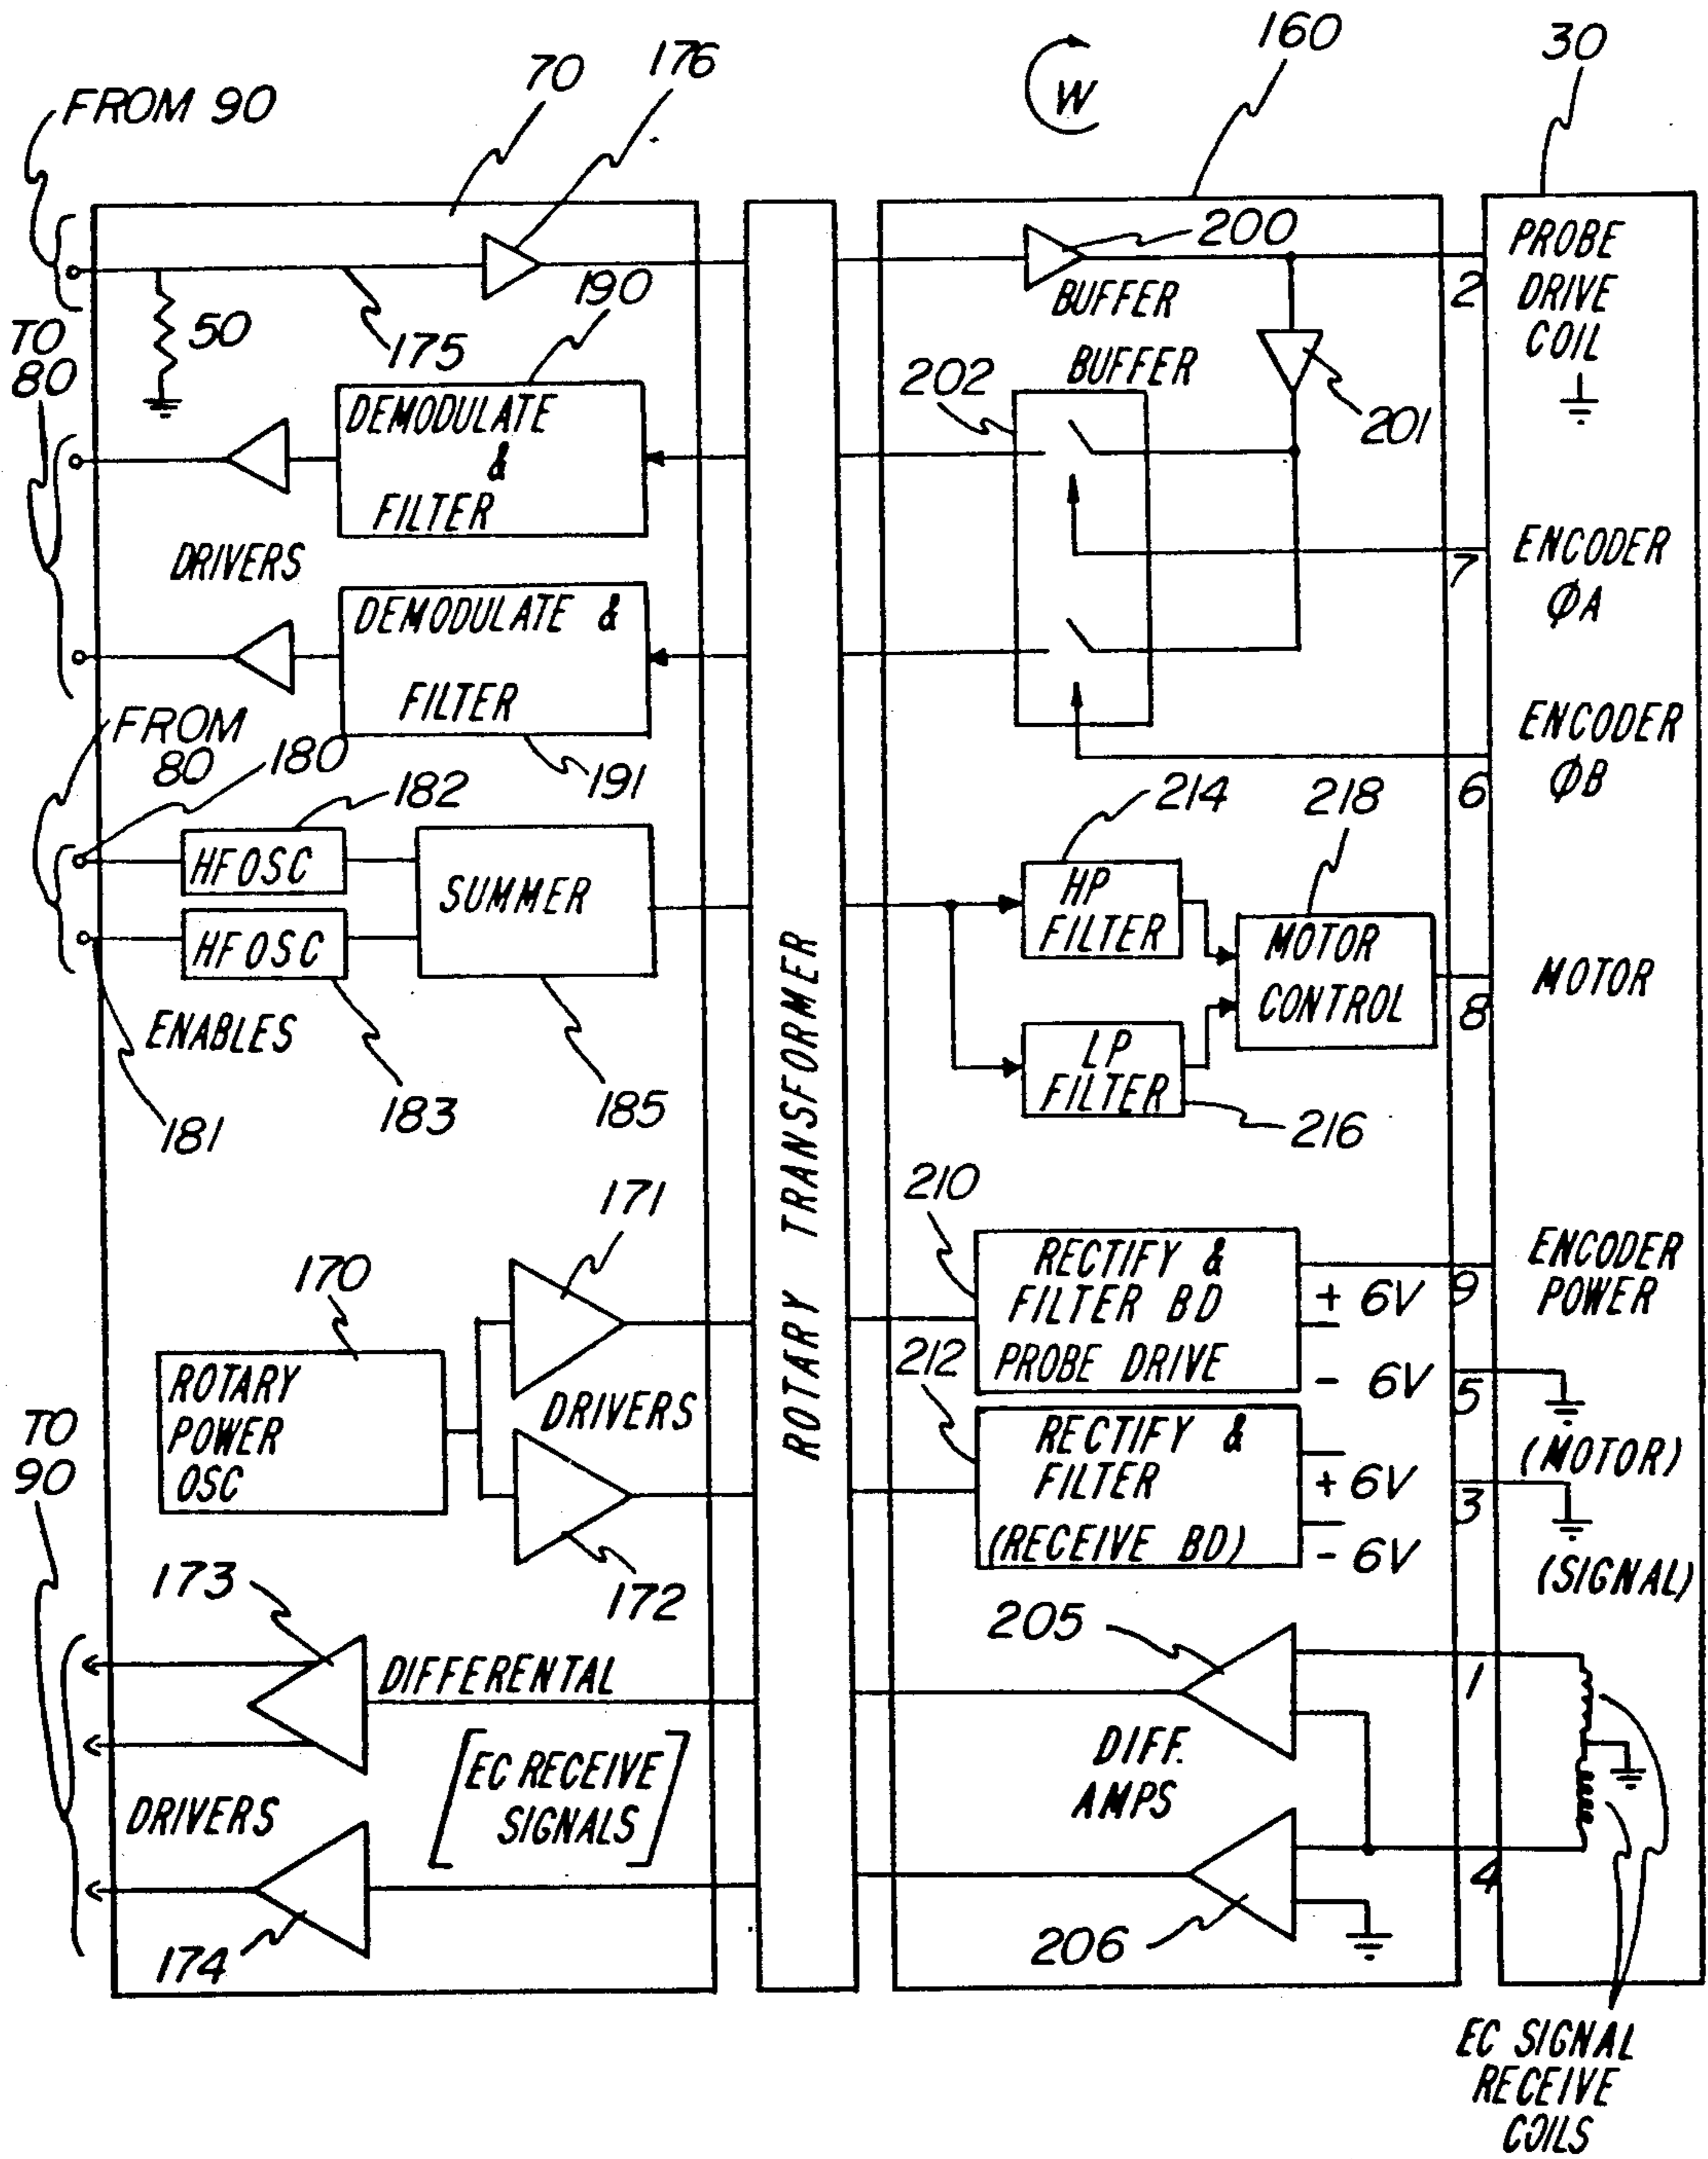 FROM 90
70
176
W
160
30
TO
80
50
175
190
200
BUFFER
BUFFER
202
201
2
PROBE
DRIVE
COIL
DEMODULATE
&
FILTER
DRIVERS
7
ENCODER
ΦA
DEMODULATE &
FILTER
191
6
ENCODER
ΦB
FROM
80
180
182
HF OSC
HF OSC
SUMMER
ENABLES
181
183
185
ROTARY TRANSFORMER
214
218
HP
FILTER
LP
FILTER
216
MOTOR
CONTROL
8
MOTOR
171
170
ROTARY
POWER
OSC
DRIVERS
172
210
RECTIFY &
FILTER BD
PROBE DRIVE
+ 6V
- 6V
9
ENCODER
POWER
5
(MOTOR)
212
RECTIFY &
FILTER
(RECEIVE BD)
+ 6V
- 6V
3
(SIGNAL)
TO
90
173
DIFFERENTAL
[EC RECEIVE
SIGNALS]
DRIVERS
174
205
DIFF.
AMPS
206
1
4
EC SIGNAL
RECEIVE
COILS